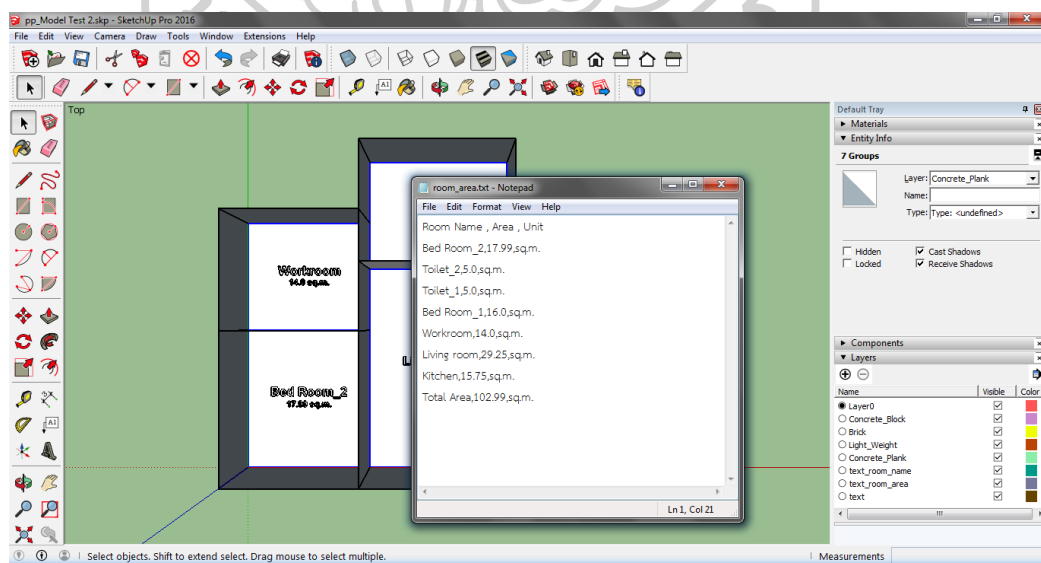 pp_Model Test 2.skp - SketchUp Pro 2016
File Edit View Camera Draw Tools Window Extensions Help
Top
Workroom
14.0 sq.m.
Bed Room_2
17.99 sq.m.
room_area.txt - Notepad
File Edit Format View Help
Room Name , Area , Unit
Bed Room_2,17.99,sq.m.
Toilet_2,5.0,sq.m.
Toilet_1,5.0,sq.m.
Bed Room_1,16.0,sq.m.
Workroom,14.0,sq.m.
Living room,29.25,sq.m.
Kitchen,15.75,sq.m.
Total Area,102.99,sq.m.
Ln 1, Col 21
Default Tray
Materials
Entity Info
7 Groups
Layer: Concrete_Plank
Name:
Type: Type: <undefined>
Hidden Cast Shadows
Locked Receive Shadows
Components
Layers
Name Visible Color
Layer0
Concrete_Block
Brick
Light_Weight
Concrete_Plank
text_room_name
text_room_area
text
Select objects. Shift to extend select. Drag mouse to select multiple.
Measurements